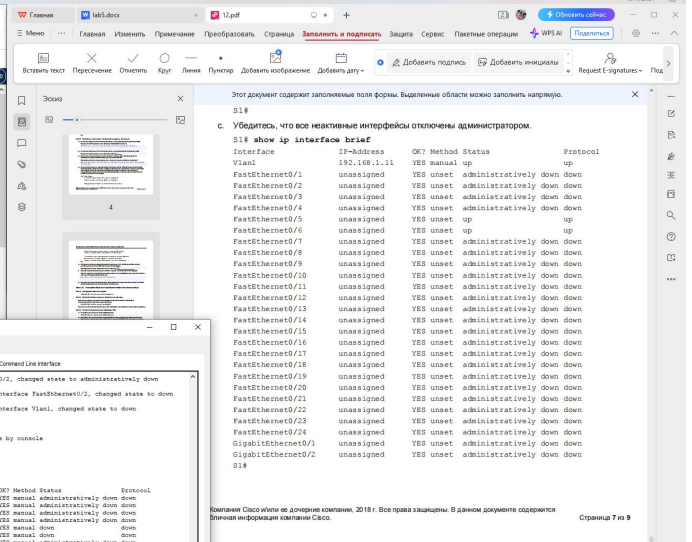 Главная
lab5.docx
12.pdf
Обновить сейчас
Меню
Главная Изменить Примечание Преобразовать Страница Заполнить и подписать Защита Сервис Пакетные операции WPS AI Поделиться
Вставить текст Пересечение Отметить Круг Линия Пунктир Добавить изображение Добавить дату Добавить подпись Добавить инициалы Request E-signatures Под
Эскиз
4
Этот документ содержит заполняемые поля формы. Выделенные области можно заполнить напрямую.
S1#
c. Убедитесь, что все неактивные интерфейсы отключены администратором.
S1# show ip interface brief
Interface IP-Address OK? Method Status Protocol
Vlan1 192.168.1.11 YES manual up up
FastEthernet0/1 unassigned YES unset administratively down down
FastEthernet0/2 unassigned YES unset administratively down down
FastEthernet0/3 unassigned YES unset administratively down down
FastEthernet0/4 unassigned YES unset administratively down down
FastEthernet0/5 unassigned YES unset up up
FastEthernet0/6 unassigned YES unset up up
FastEthernet0/7 unassigned YES unset administratively down down
FastEthernet0/8 unassigned YES unset administratively down down
FastEthernet0/9 unassigned YES unset administratively down down
FastEthernet0/10 unassigned YES unset administratively down down
FastEthernet0/11 unassigned YES unset administratively down down
FastEthernet0/12 unassigned YES unset administratively down down
FastEthernet0/13 unassigned YES unset administratively down down
FastEthernet0/14 unassigned YES unset administratively down down
FastEthernet0/15 unassigned YES unset administratively down down
FastEthernet0/16 unassigned YES unset administratively down down
FastEthernet0/17 unassigned YES unset administratively down down
FastEthernet0/18 unassigned YES unset administratively down down
FastEthernet0/19 unassigned YES unset administratively down down
FastEthernet0/20 unassigned YES unset administratively down down
FastEthernet0/21 unassigned YES unset administratively down down
FastEthernet0/22 unassigned YES unset administratively down down
FastEthernet0/23 unassigned YES unset administratively down down
FastEthernet0/24 unassigned YES unset administratively down down
GigabitEthernet0/1 unassigned YES unset administratively down down
GigabitEthernet0/2 unassigned YES unset administratively down down
S1#
Компания Cisco и/или ее дочерние компании, 2018 г. Все права защищены. В данном документе содержится
бличная информация компании Cisco. Страница 7 из 9
Command Line Interface
0/2, changed state to administratively down
nterface FastEthernet0/2, changed state to down
nterface Vlan1, changed state to down
e by console
OK? Method Status Protocol
YES manual administratively down down
YES manual administratively down down
YES manual administratively down down
YES manual administratively down down
YES manual down down
YES manual down down
YES manual administratively down down